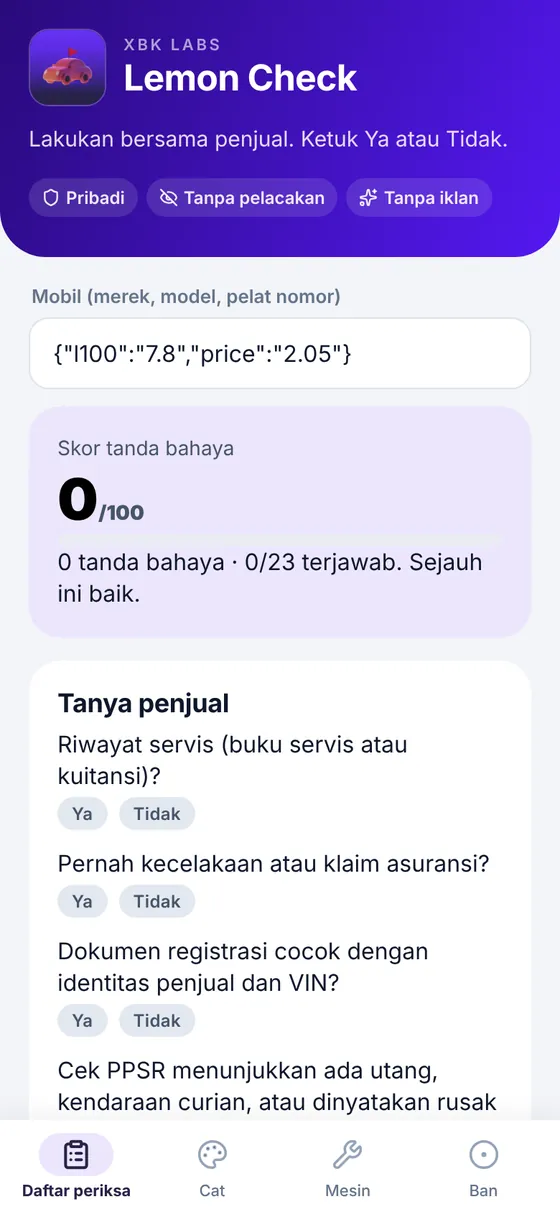 XBK LABS
Lemon Check
Lakukan bersama penjual. Ketuk Ya atau Tidak.
Pribadi
Tanpa pelacakan
Tanpa iklan
Mobil (merek, model, pelat nomor)
{"l100":"7.8","price":"2.05"}
Skor tanda bahaya
0/100
0 tanda bahaya · 0/23 terjawab. Sejauh
ini baik.
Tanya penjual
Riwayat servis (buku servis atau
kuitansi)?
Ya
Tidak
Pernah kecelakaan atau klaim asuransi?
Ya
Tidak
Dokumen registrasi cocok dengan
identitas penjual dan VIN?
Ya
Tidak
Cek PPSR menunjukkan ada utang,
kendaraan curian, atau dinyatakan rusak
Daftar periksa
Cat
Mesin
Ban